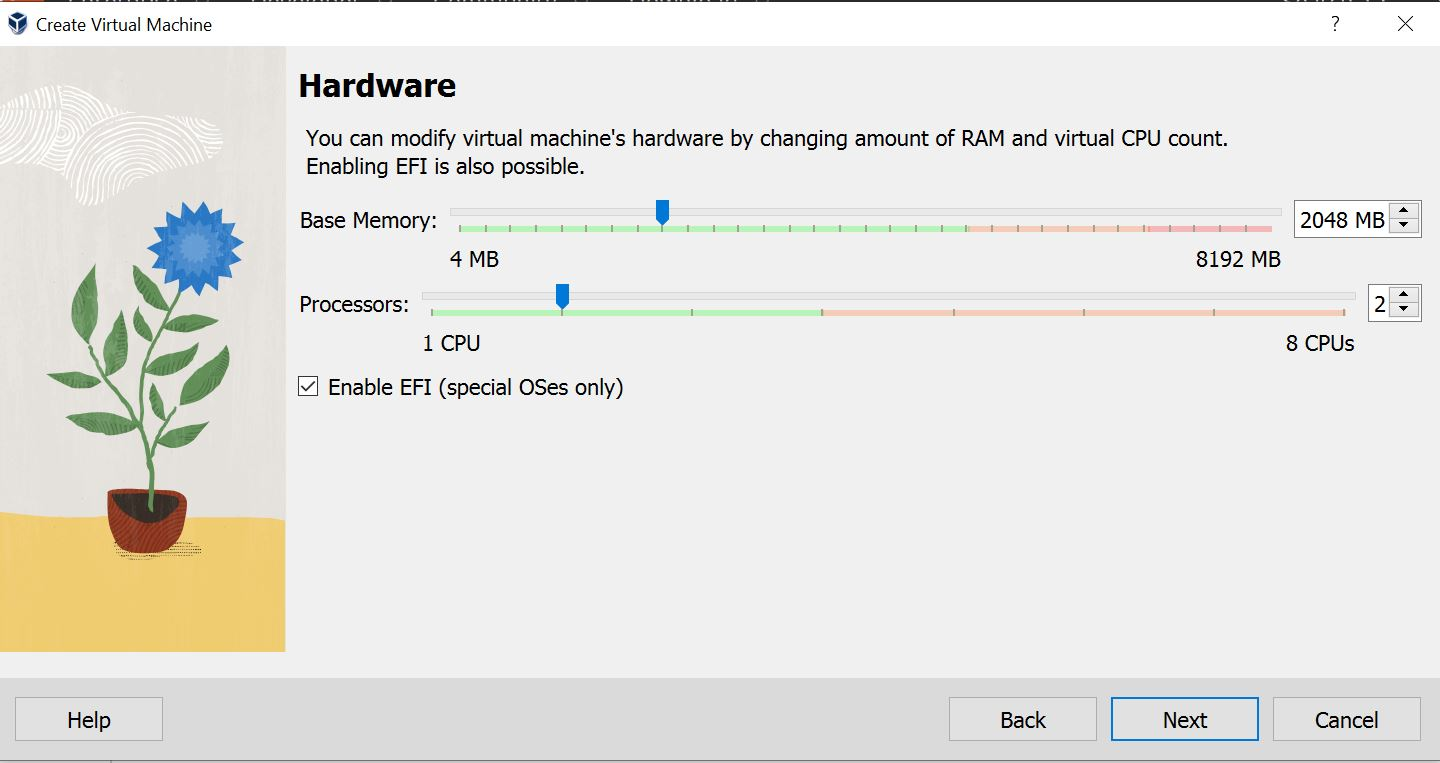 Create Virtual Machine
?
Hardware
You can modify virtual machine's hardware by changing amount of RAM and virtual CPU count.
Enabling EFI is also possible.
Base Memory:
2048 MB
4 MB
8192 MB
Processors:
2
1 CPU
8 CPUs
Enable EFI (special OSes only)
Help
Back
Next
Cancel